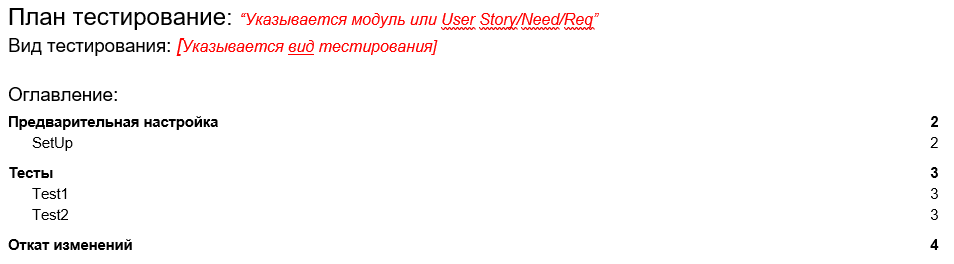 План тестирование: “Указывается модуль или User Story/Need/Req”
Вид тестирования: [Указывается вид тестирования]
Оглавление:
Предварительная настройка 2
SetUp 2
Тесты 3
Test1 3
Test2 3
Откат изменений 4